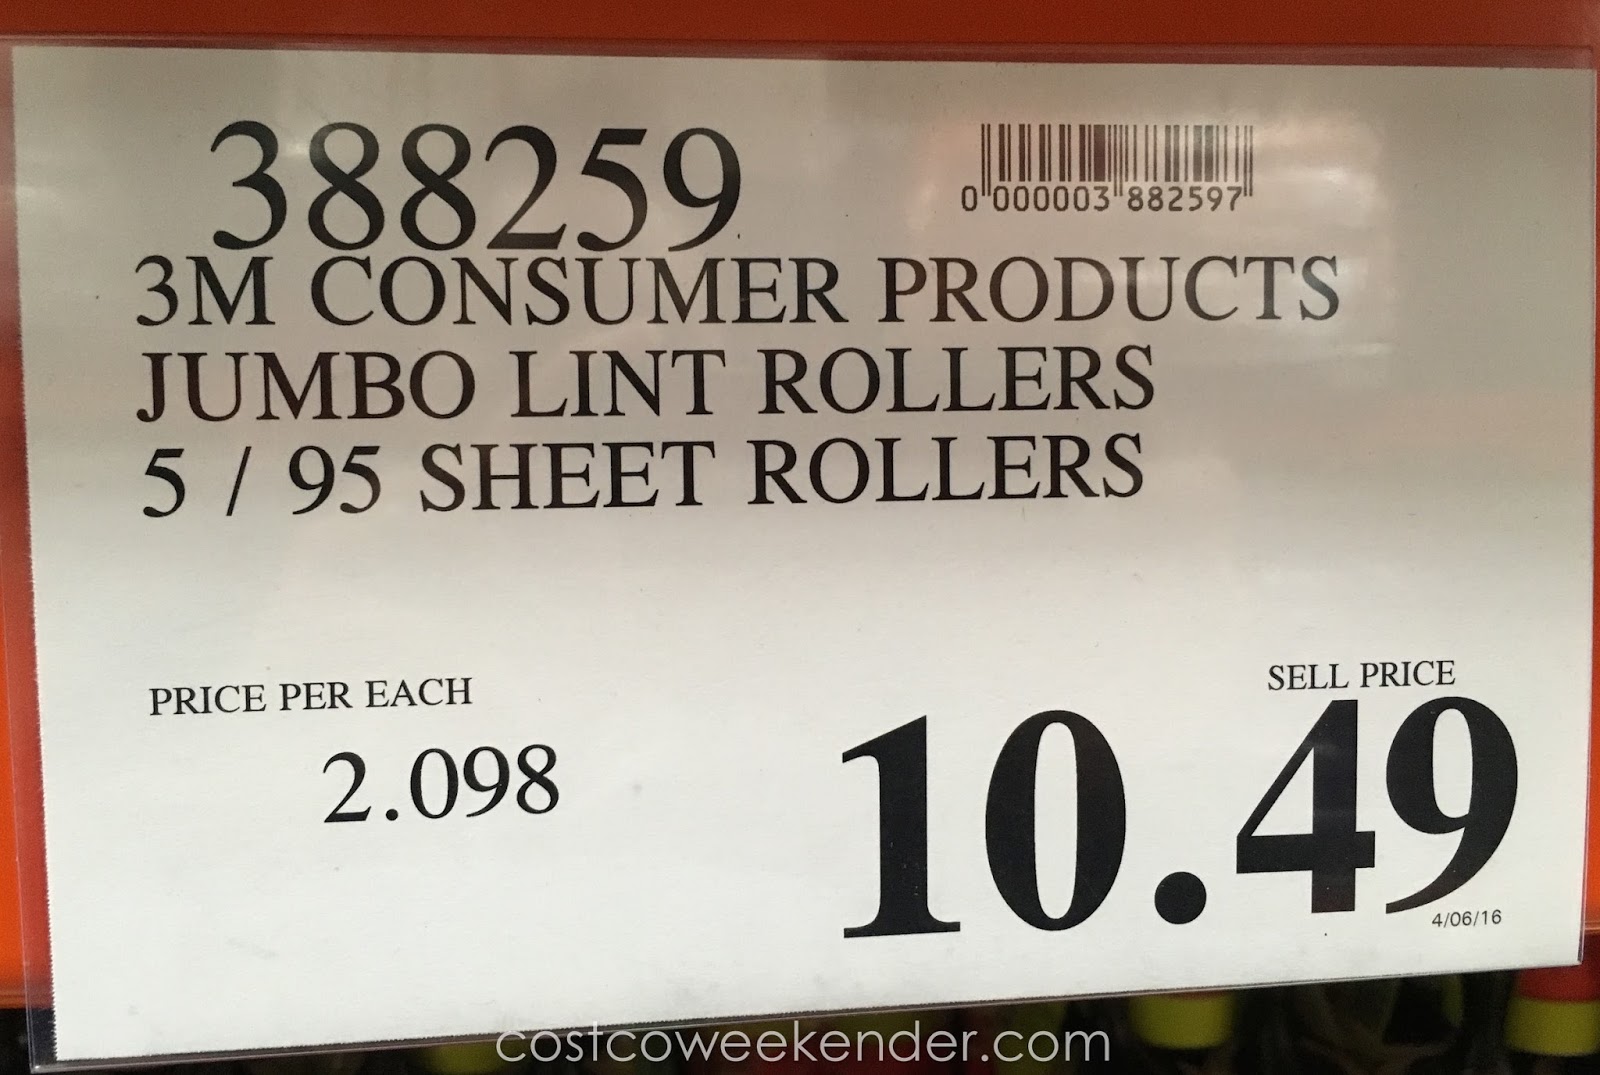 388259
0 000003 882597
3M CONSUMER PRODUCTS
JUMBO LINT ROLLERS
5 / 95 SHEET ROLLERS
PRICE PER EACH
2.098
SELL PRICE
10.49
4/06/16
costcoweekender.com